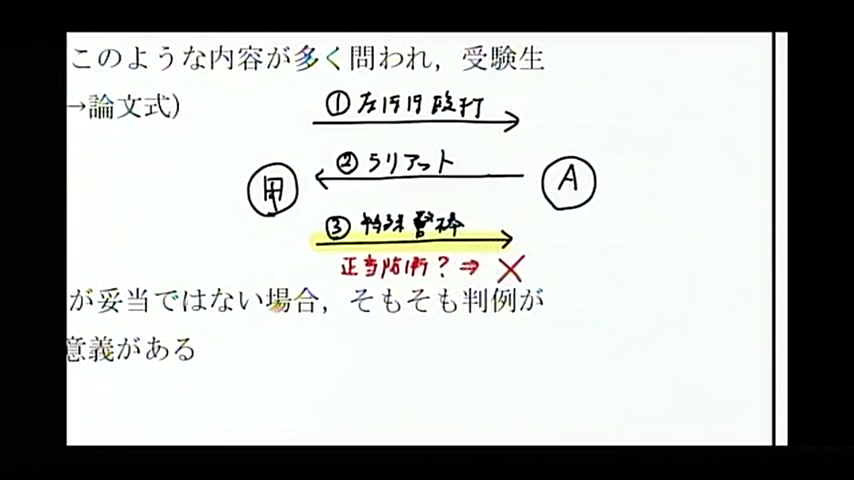 このような内容が多く問われ，受験生
→論文式)
① 左ほほ殴打
② ラリアット
甲
A
③ 特殊警棒
正当防衛？⇒ ×
が妥当ではない場合，そもそも判例が
意義がある